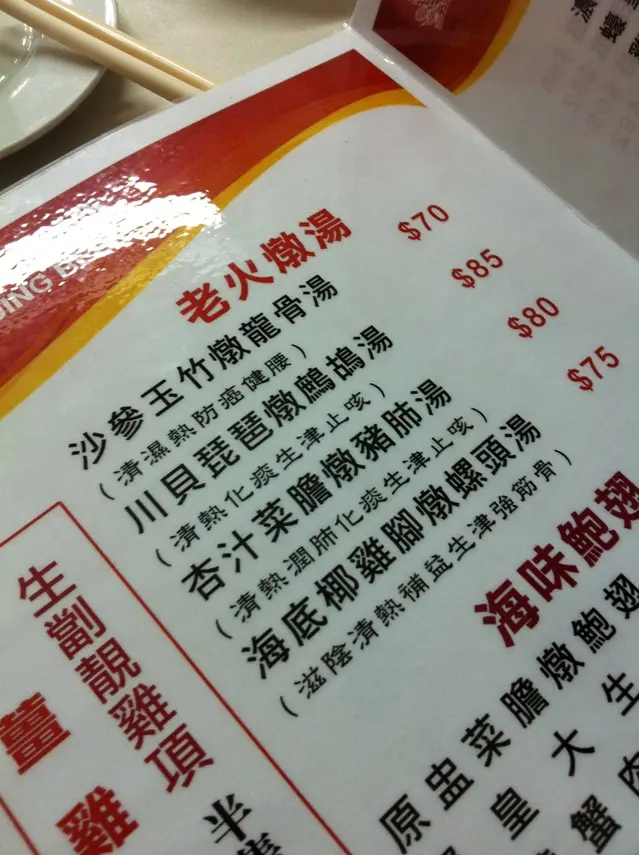 老火燉湯
沙參玉竹燉龍骨湯 $70
(清濕熱防癌健腰)
川貝琵琶燉鷓鴣湯 $85
(清熱化痰生津止咳)
杏汁菜膽燉豬肺湯 $80
(清熱潤肺化痰生津止咳)
海底椰雞腳燉螺頭湯 $75
(滋陰清熱補益生津強筋骨)
海味鮑翅
原盅菜膽燉鮑翅
皇大生
蟹肉
生劏靚雞項
薑
雞
半隻